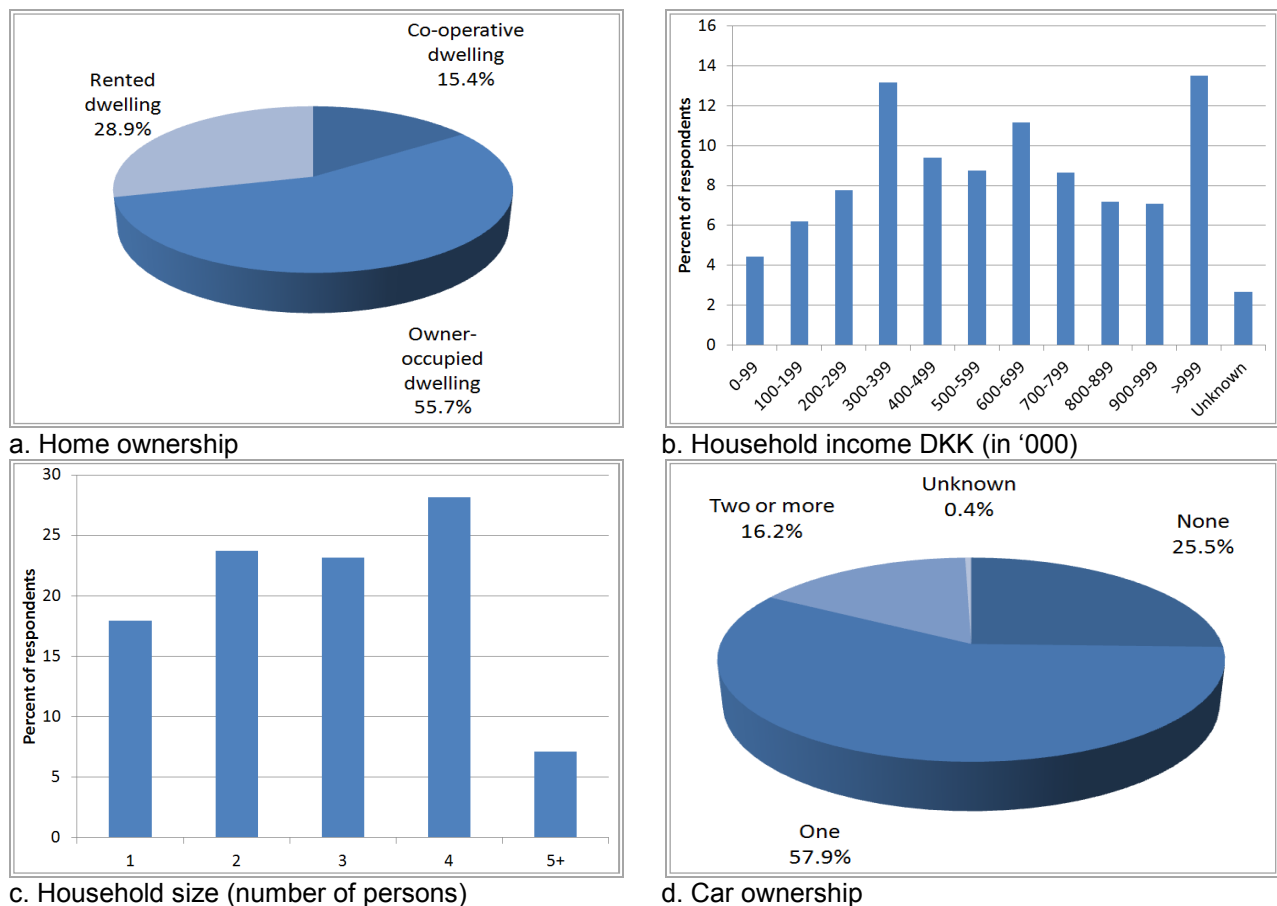 Co-operative
dwelling
15.4%
Rented
dwelling
28.9%
Owner-
occupied
dwelling
55.7%
a. Home ownership
Percent of respondents
16
14
12
10
8
6
4
2
0
0-99
100-199
200-299
300-399
400-499
500-599
600-699
700-799
800-899
900-999
>999
Unknown
b. Household income DKK (in ‘000)
Percent of respondents
30
25
20
15
10
5
0
1
2
3
4
5+
c. Household size (number of persons)
Unknown
0.4%
Two or more
16.2%
None
25.5%
One
57.9%
d. Car ownership